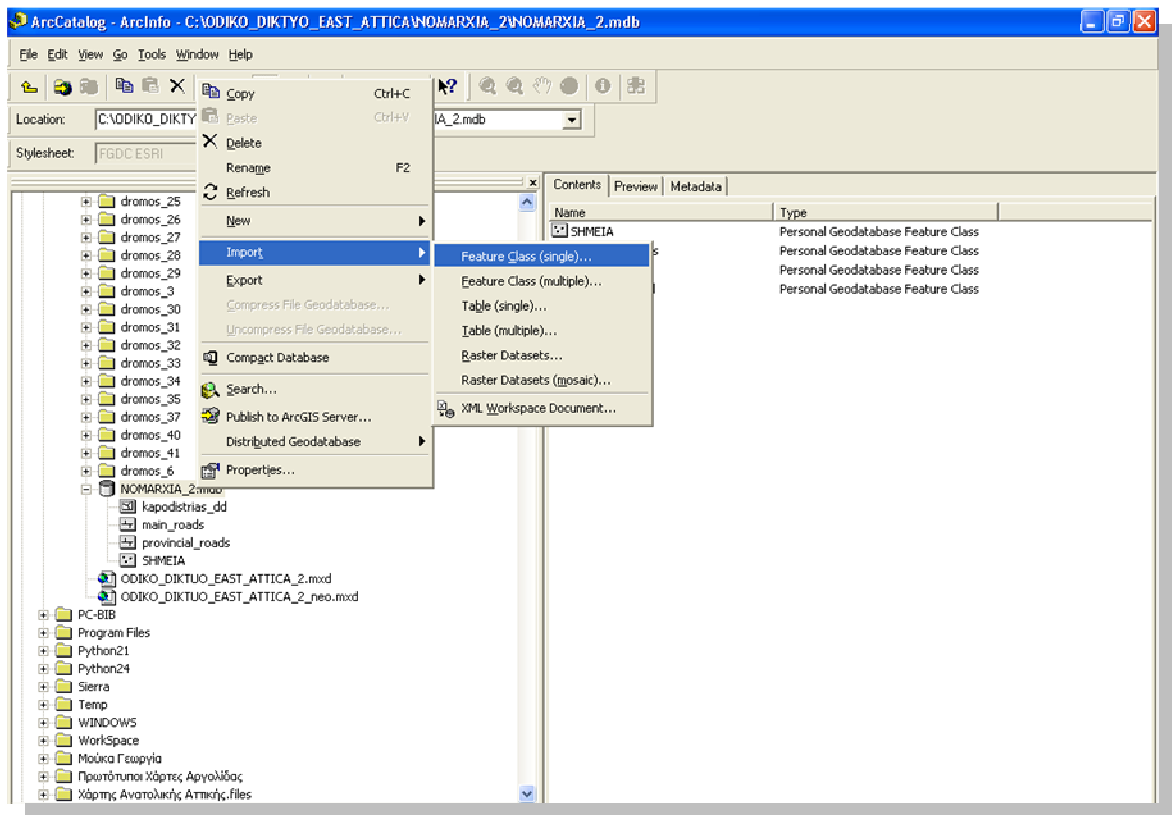 ArcCatalog - ArcInfo - C:\ODIKO_DIKTYO_EAST_ATTICA\NOMARXIA_2\NOMARXIA_2.mdb
File Edit View Go Tools Window Help
Location: C:\ODIKO_DIKTY IA_2.mdb
Stylesheet: FGDC ESRI
Copy Ctrl+C
Paste Ctrl+V
Delete
Rename F2
Refresh
New
Import
Export
Compress File Geodatabase...
Uncompress File Geodatabase...
Compact Database
Search...
Publish to ArcGIS Server...
Distributed Geodatabase
Properties...
Feature Class (single)...
Feature Class (multiple)...
Table (single)...
Table (multiple)...
Raster Datasets...
Raster Datasets (mosaic)...
XML Workspace Document...
dromos_25
dromos_26
dromos_27
dromos_28
dromos_29
dromos_3
dromos_30
dromos_31
dromos_32
dromos_33
dromos_34
dromos_35
dromos_37
dromos_40
dromos_41
dromos_6
NOMARXIA_2.mdb
kapodistrias_dd
main_roads
provincial_roads
SHMEIA
ODIKO_DIKTUO_EAST_ATTICA_2.mxd
ODIKO_DIKTUO_EAST_ATTICA_2_neo.mxd
PC-BIB
Program Files
Python21
Python24
Sierra
Temp
WINDOWS
WorkSpace
Μούκα Γεωργία
Πρωτότυποι Χάρτες Αργολίδας
Χάρτης Ανατολικής Αττικής.files
Contents Preview Metadata
Name Type
SHMEIA Personal Geodatabase Feature Class
s Personal Geodatabase Feature Class
Personal Geodatabase Feature Class
Personal Geodatabase Feature Class